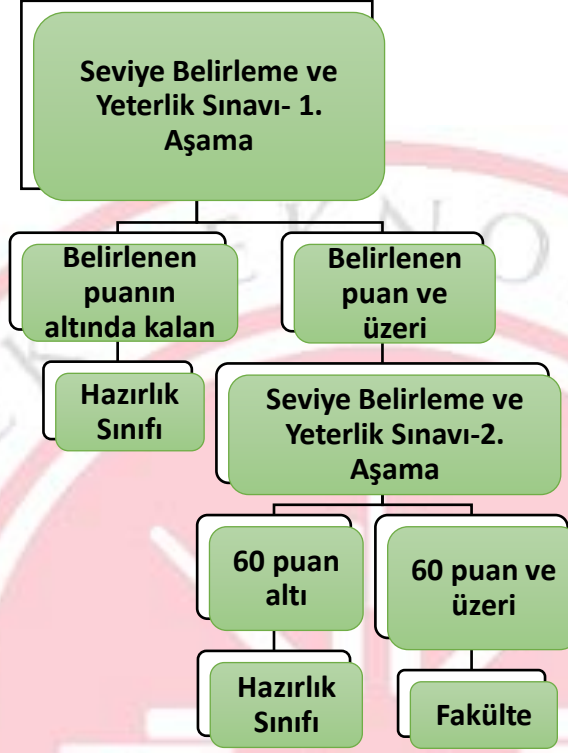 Seviye Belirleme ve
Yeterlik Sınavı- 1.
Aşama
Belirlenen
puanın
altında kalan
Belirlenen
puan ve
üzeri
Hazırlık
Sınıfı
Seviye Belirleme ve
Yeterlik Sınavı-2.
Aşama
60 puan
altı
60 puan ve
üzeri
Hazırlık
Sınıfı
Fakülte